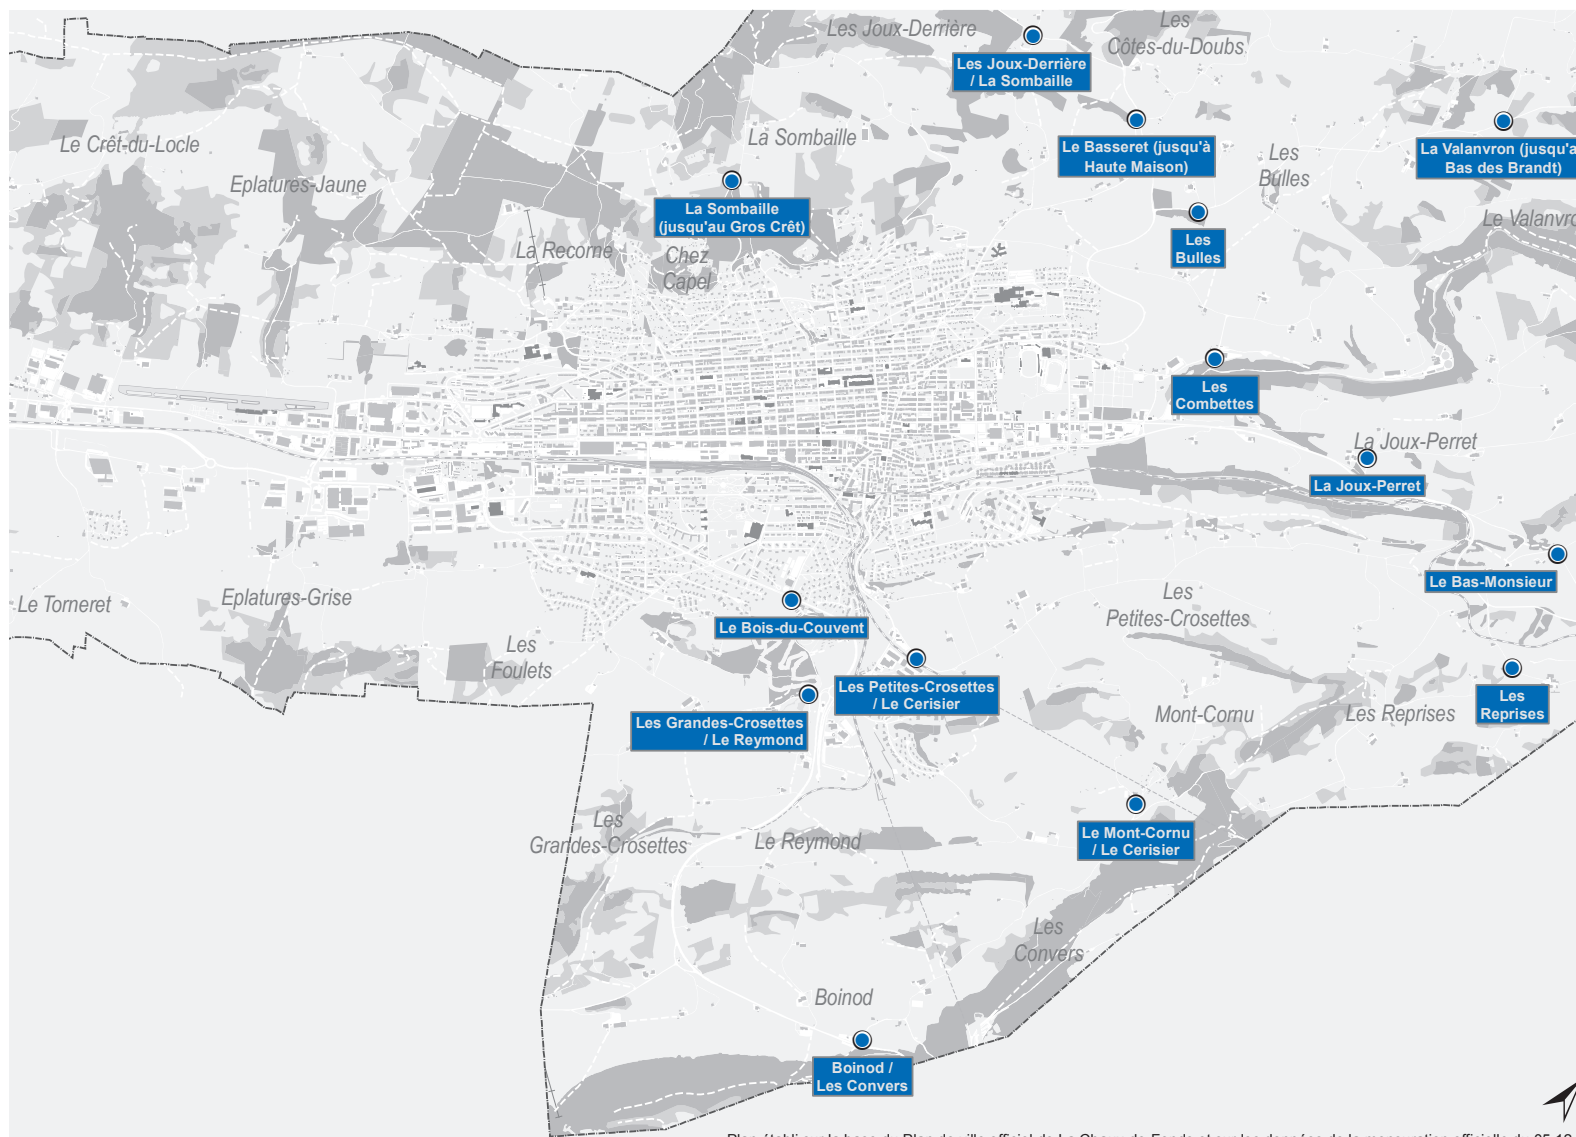 Les Joux-Derrière
Les
Côtes-du-Doubs
Les Joux-Derrière
/ La Sombaille
Le Crêt-du-Locle
La Sombaille
Le Basseret (jusqu'à
Haute Maison)
Les
Bulles
La Valanvron (jusqu'a
Bas des Brandt)
Eplatures-Jaune
La Sombaille
(jusqu'au Gros Crêt)
Le Valanvro
La Recorne
Chez
Capel
Les
Bulles
Les
Combettes
La Joux-Perret
La Joux-Perret
Le Bas-Monsieur
Le Torneret
Eplatures-Grise
Les
Petites-Crosettes
Le Bois-du-Couvent
Les
Foulets
Les Petites-Crosettes
/ Le Cerisier
Les Grandes-Crosettes
/ Le Reymond
Mont-Cornu
Les Reprises
Les
Reprises
Les
Grandes-Crosettes
Le Reymond
Le Mont-Cornu
/ Le Cerisier
Les
Convers
Boinod
Boinod /
Les Convers